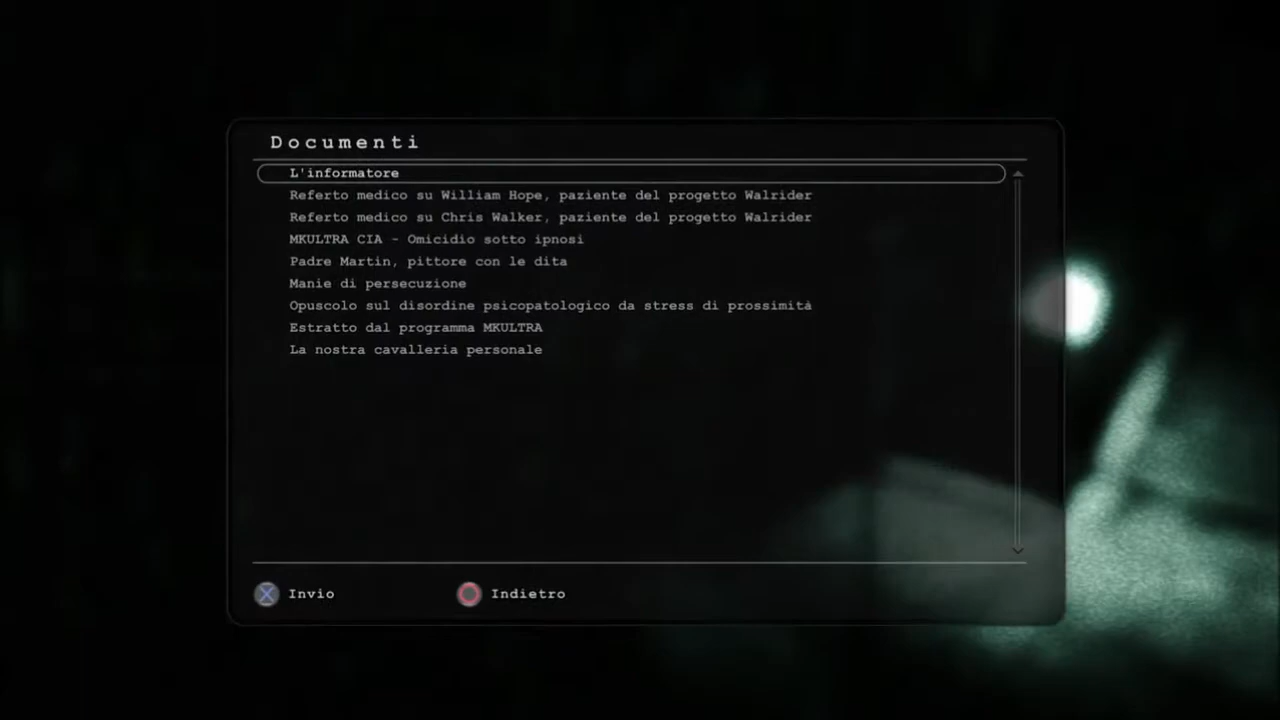 Documenti
L'informatore
Referto medico su William Hope, paziente del progetto Walrider
Referto medico su Chris Walker, paziente del progetto Walrider
MKULTRA CIA - Omicidio sotto ipnosi
Padre Martin, pittore con le dita
Manie di persecuzione
Opuscolo sul disordine psicopatologico da stress di prossimità
Estratto dal programma MKULTRA
La nostra cavalleria personale
Invio Indietro